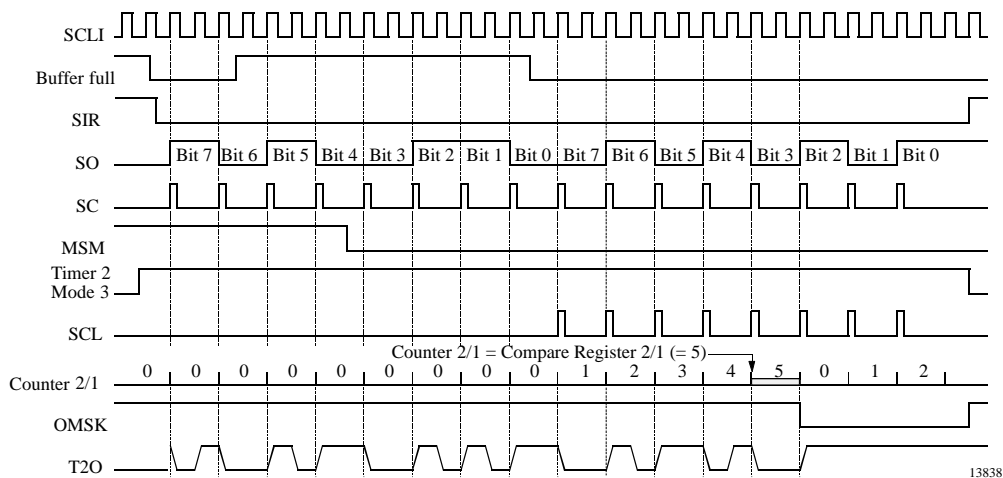 SCLI
Buffer full
SIR
SO Bit 7 Bit 6 Bit 5 Bit 4 Bit 3 Bit 2 Bit 1 Bit 0 Bit 7 Bit 6 Bit 5 Bit 4 Bit 3 Bit 2 Bit 1 Bit 0
SC
MSM
Timer 2
Mode 3
SCL
Counter 2/1 = Compare Register 2/1 (= 5)
Counter 2/1 0 0 0 0 0 0 0 0 0 1 2 3 4 5 0 1 2
OMSK
T2O
13838